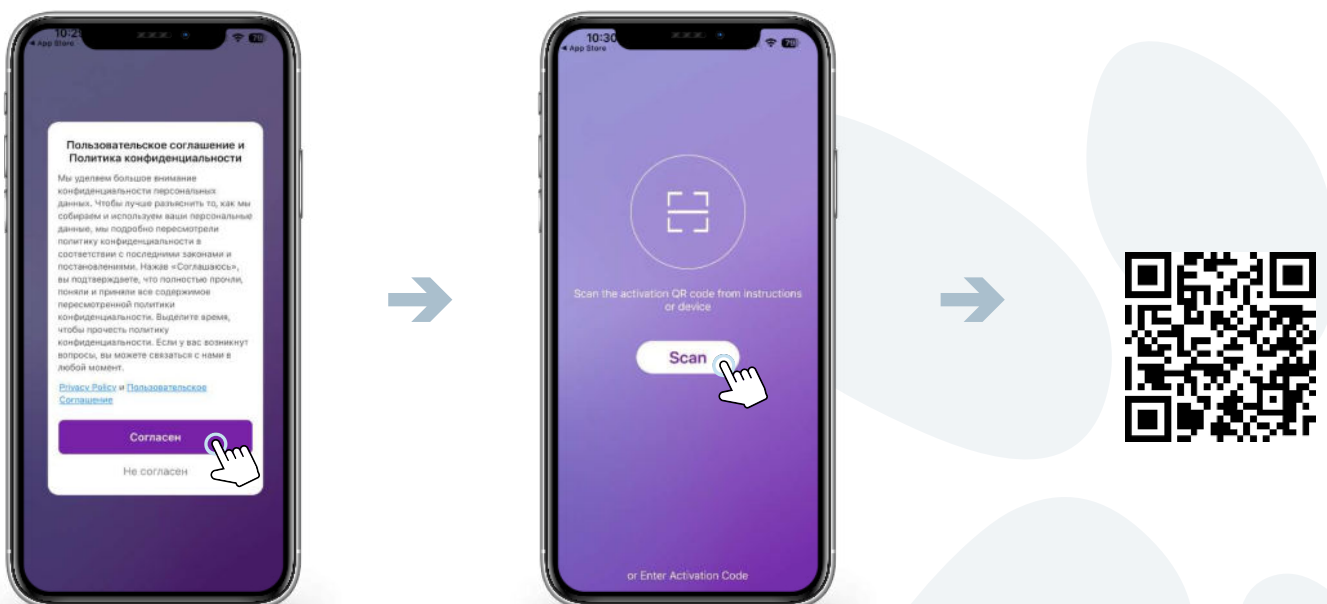 10:2
App Store
70
Пользовательское соглашение и
Политика конфиденциальности
Мы уделяем большое внимание
конфиденциальности персональных
данных. Чтобы лучше разъяснить то, как мы
собираем и используем ваши персональные
данные, мы подробно пересмотрели
политику конфиденциальности в
соответствии с последними законами и
постановлениями. Нажав «Соглашаюсь»,
вы подтверждаете, что полностью прочли,
поняли и приняли все содержимое
пересмотренной политики
конфиденциальности. Выделите время,
чтобы прочесть политику
конфиденциальности. Если у вас возникнут
вопросы, вы можете связаться с нами в
любой момент.
Privacy Policy и Пользовательское
Соглашение
Согласен
Не согласен
10:30
App Store
70
Scan the activation QR code from instructions
or device
Scan
or Enter Activation Code